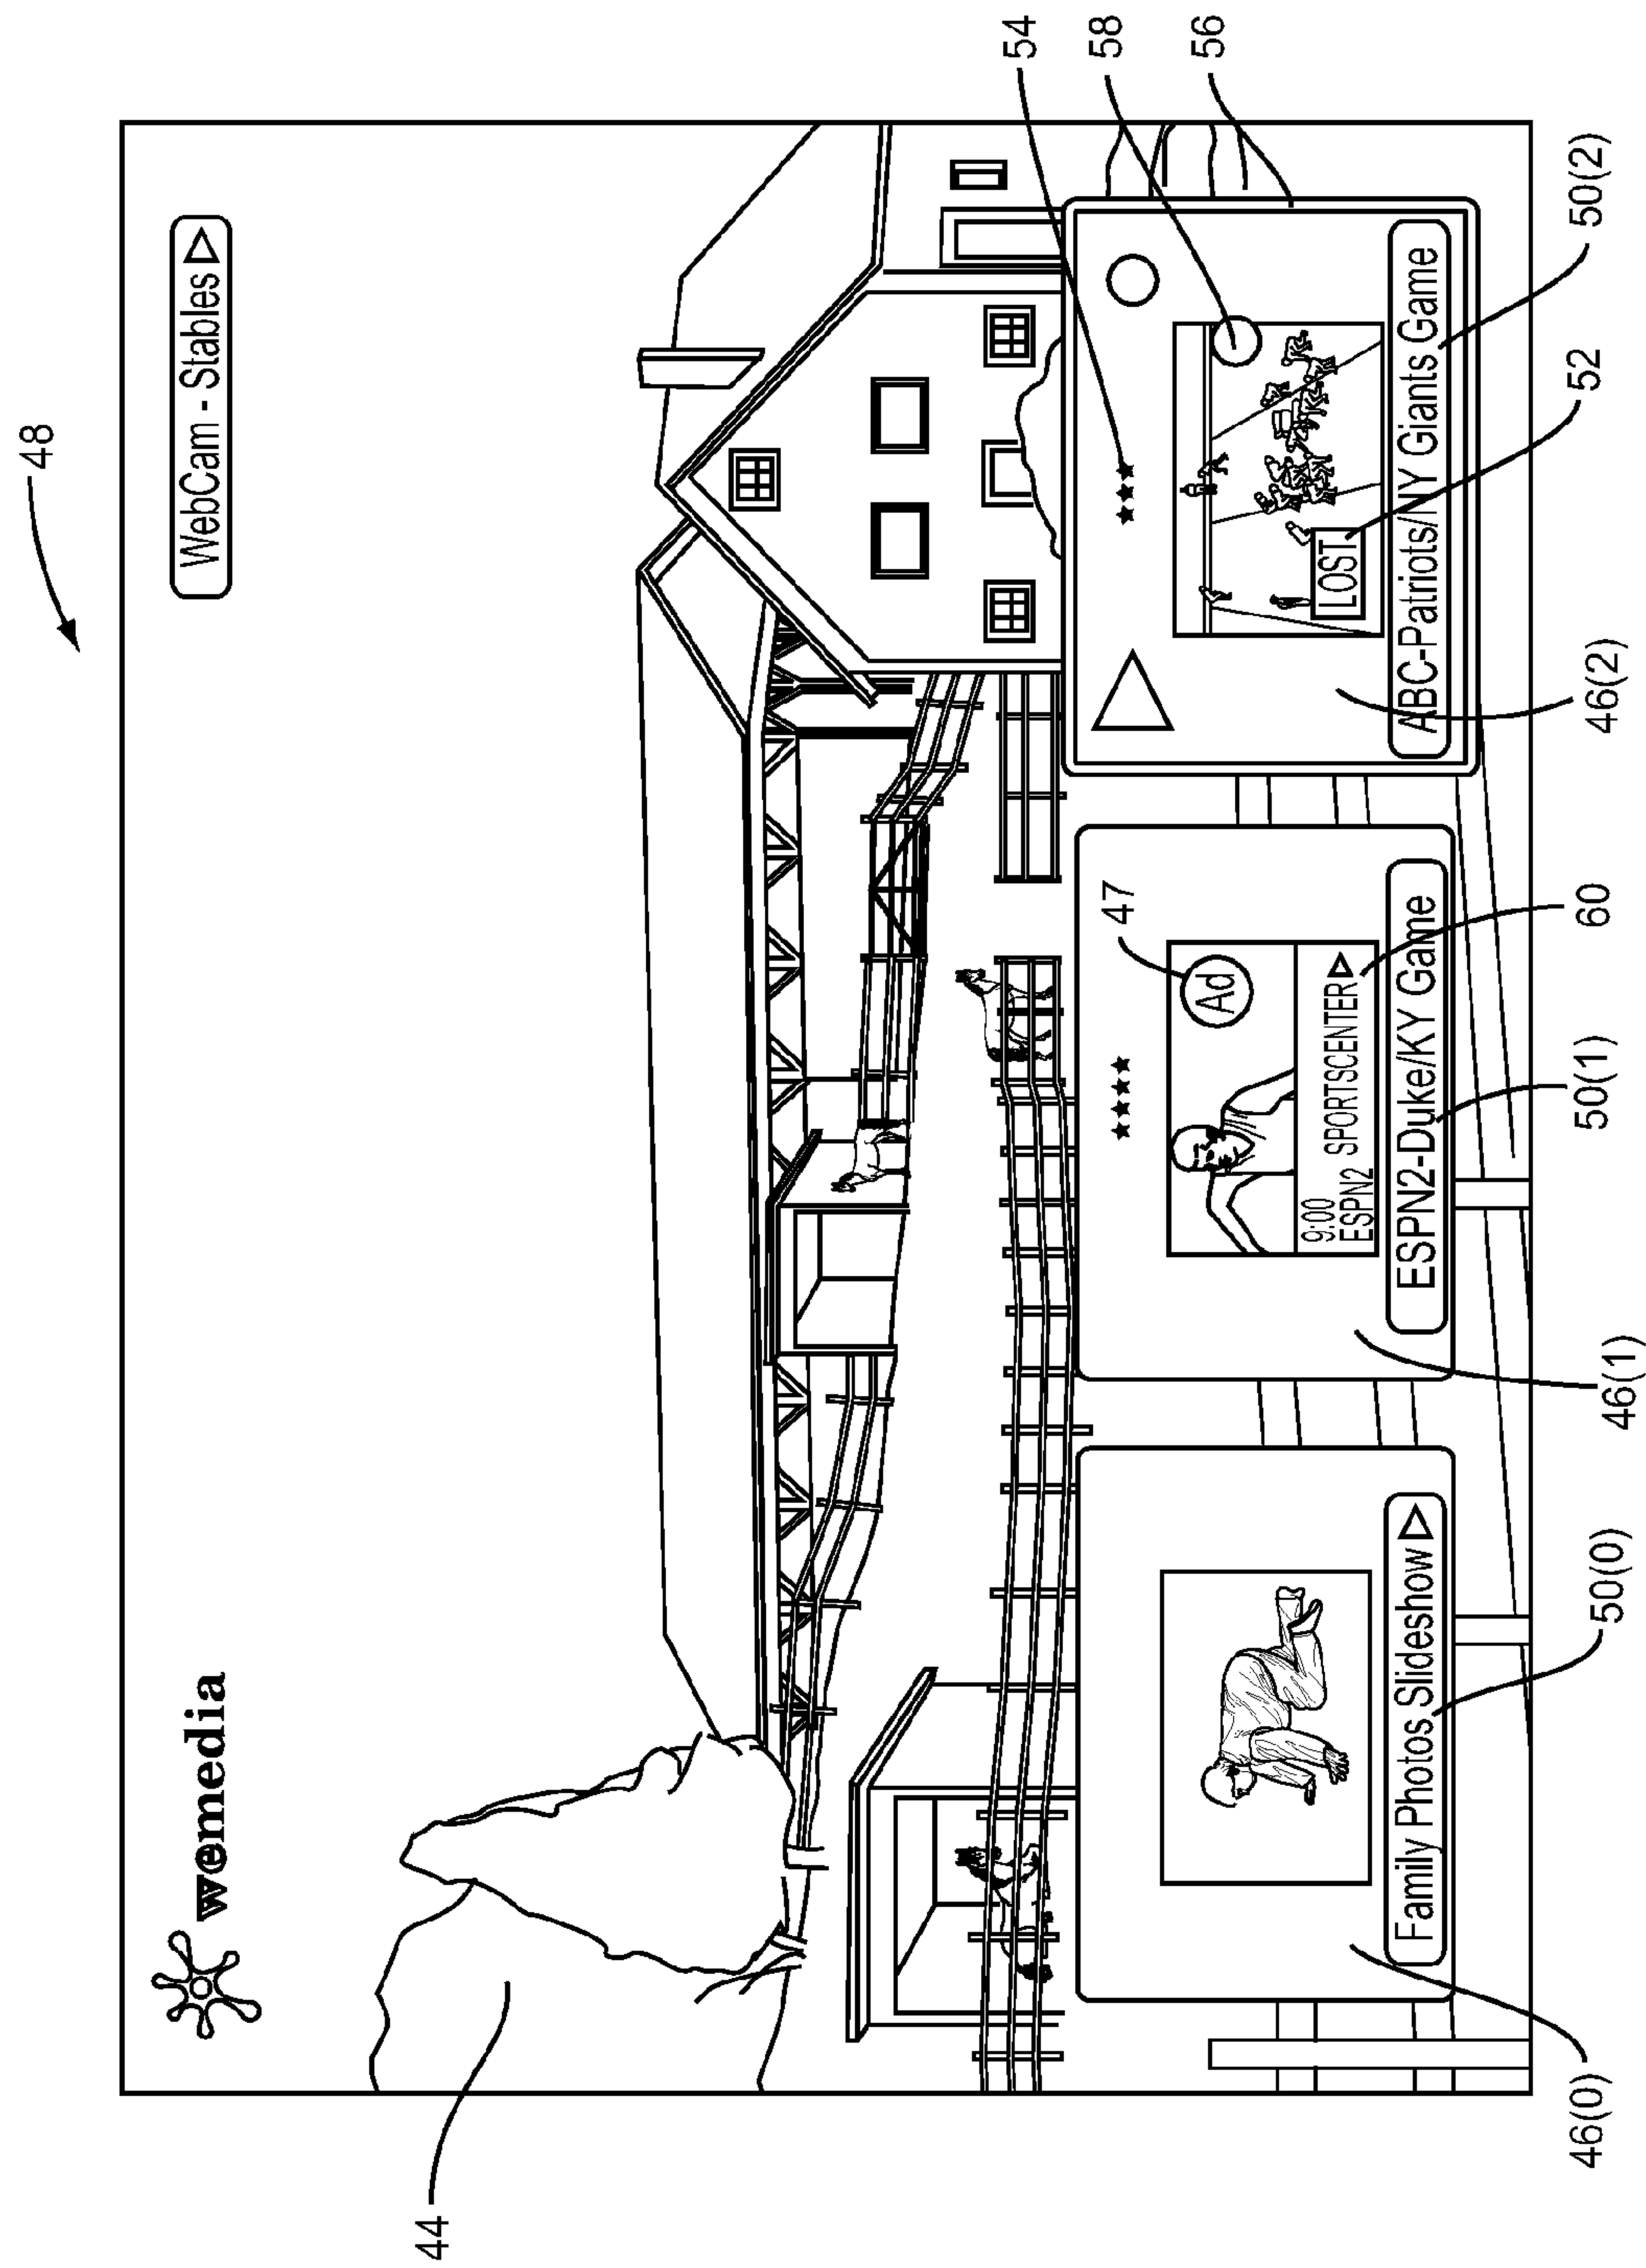 48
wemedia
WebCam - Stables
44
54
58
56
47
★★★★
★★★
Ad
9:00
ESPN2 SPORTSCENTER
LOST
Family Photos Slideshow
ESPN2-Duke/KY Game
ABC-Patriots/NY Giants Game
46(0)
50(0)
46(1)
50(1)
60
46(2)
52
50(2)